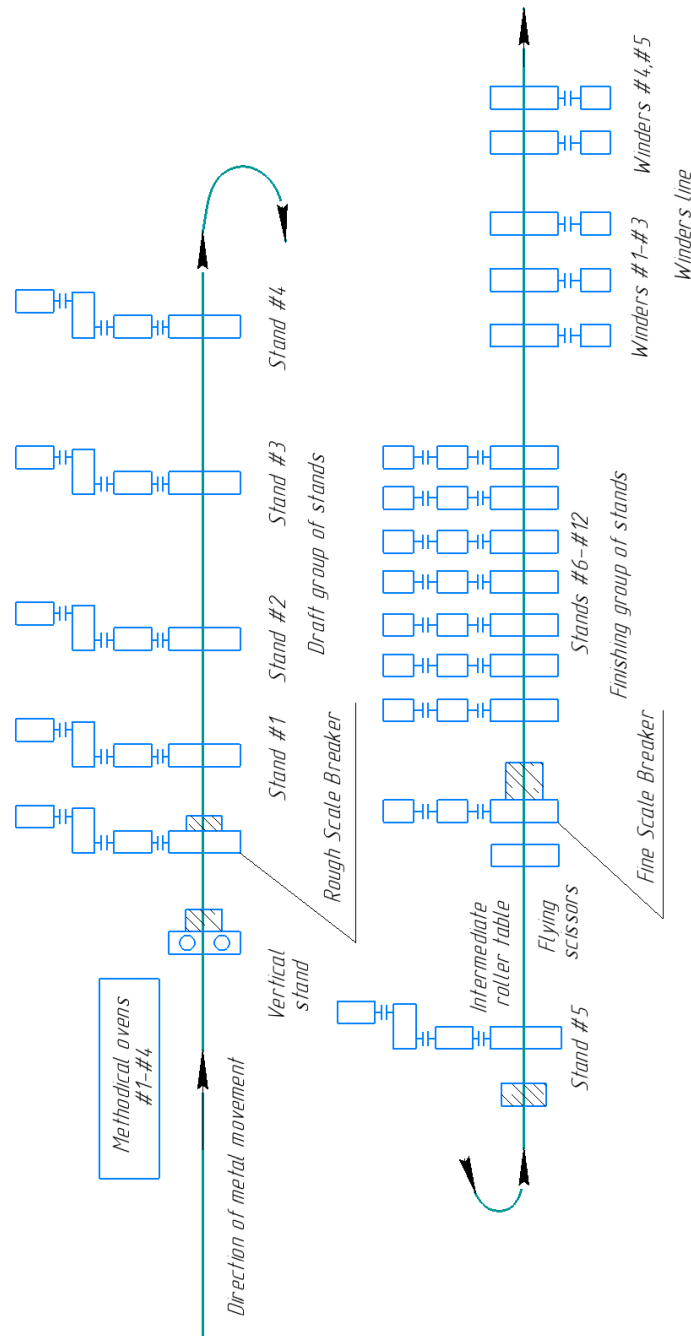 Methodical ovens
#1-#4
Direction of metal movement
Vertical
stand
Rough Scale Breaker
Stand #1
Stand #2
Stand #3
Draft group of stands
Stand #4
Stand #5
Intermediate
roller table
Flying
scissors
Fine Scale Breaker
Stands #6-#12
Finishing group of stands
Winders #1-#3
Winders #4,#5
Winders line